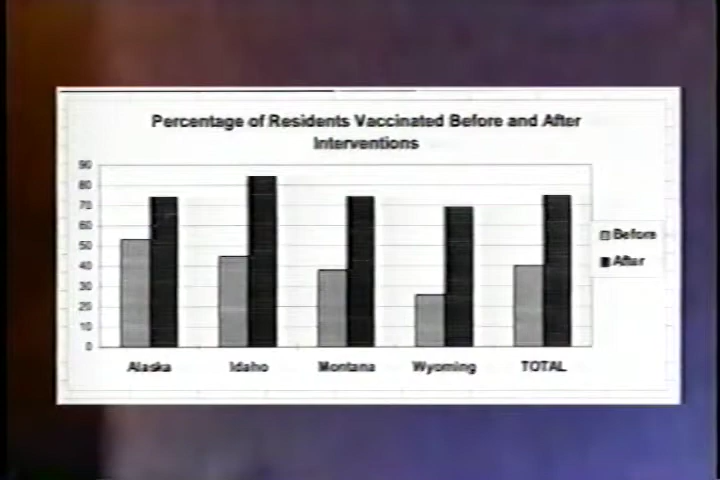 Percentage of Residents Vaccinated Before and After
Interventions
90
80
70
60
50
40
30
20
10
0
Before
After
Alaska Idaho Montana Wyoming TOTAL